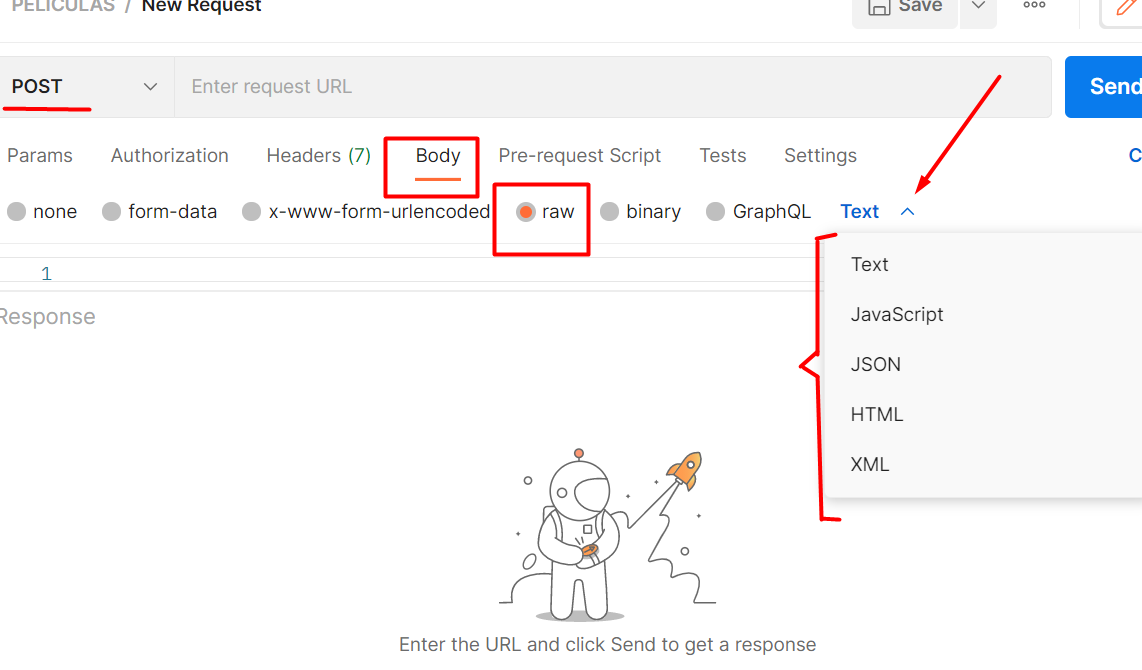 PELICULAS / New Request
Save
POST
Enter request URL
Send
Params Authorization Headers (7) Body Pre-request Script Tests Settings C
none form-data x-www-form-urlencoded raw binary GraphQL Text
1
Text
JavaScript
JSON
HTML
XML
Response
Enter the URL and click Send to get a response